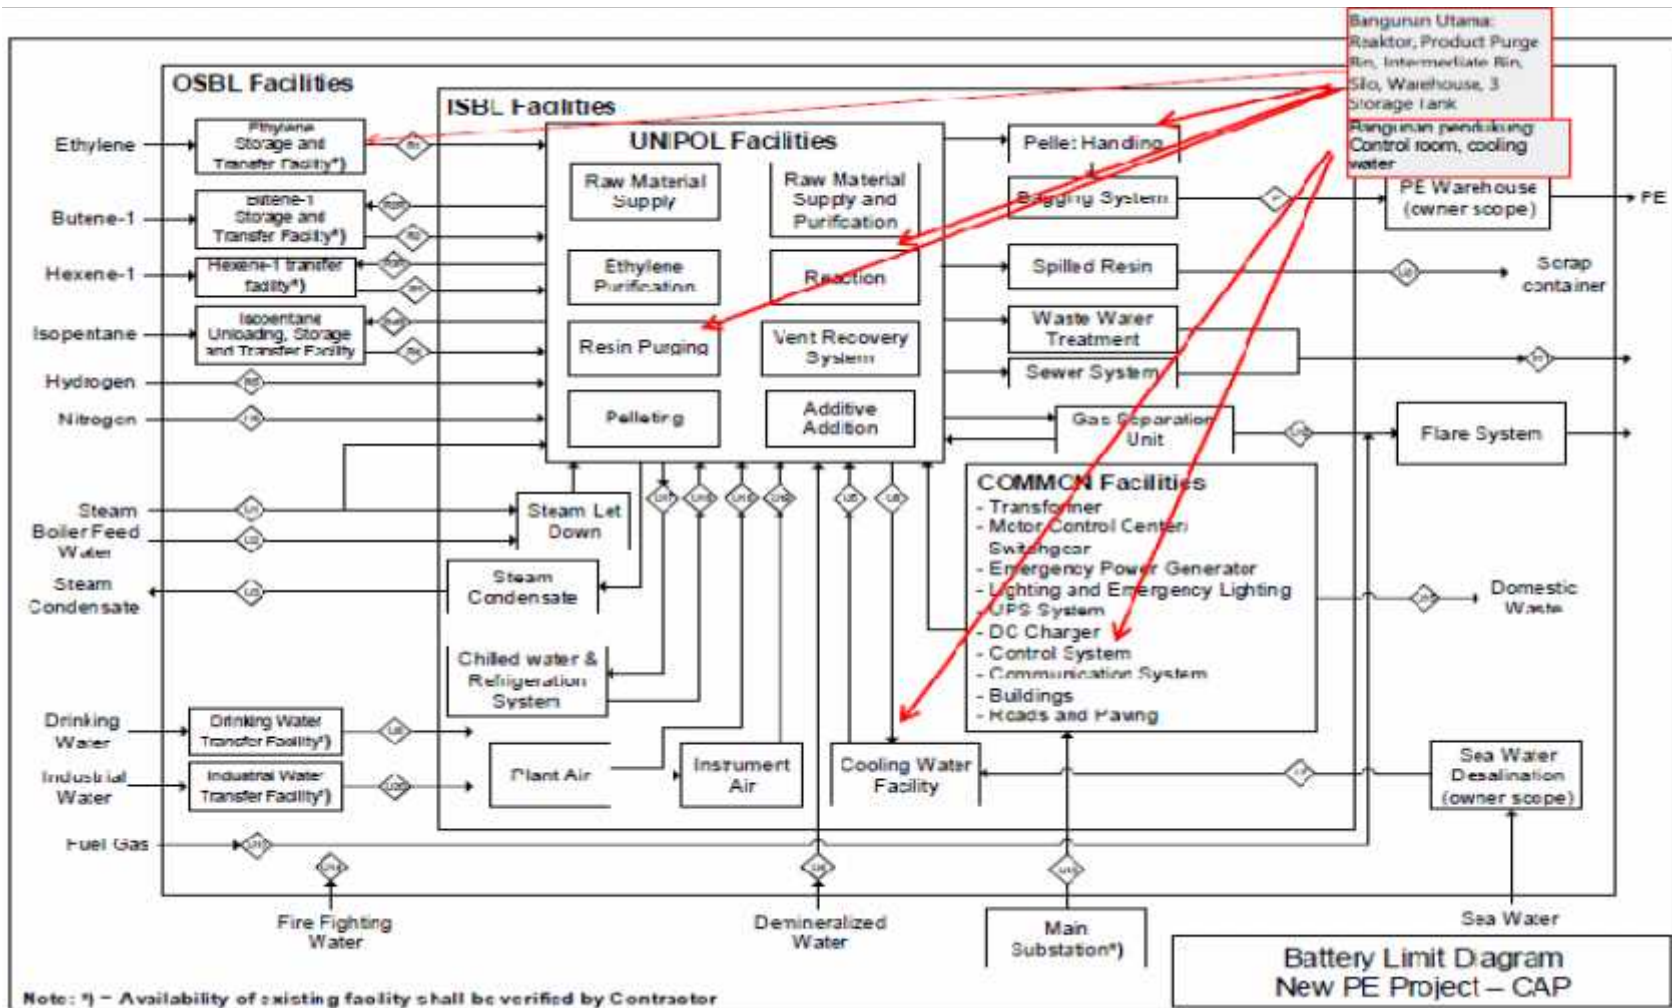 Bangunan Utama:
Reaktor, Product Purge
Bin, Intermediate Bin,
Silo, Warehouse, 3
Storage Tank
Bangunan pendukung:
Control room, cooling
water
OSBL Facilities
ISBL Facilities
UNIPOL Facilities
Ethylene
Ethylene
Storage and
Transfer Facility*)
Butene-1
Butene-1
Storage and
Transfer Facility*)
Hexene-1
Hexene-1 transfer
facility*)
Isopentane
Isopentane
Unloading, Storage
and Transfer Facility
Hydrogen
Nitrogen
Raw Material
Supply
Raw Material
Supply and
Purification
Ethylene
Purification
Reaction
Resin Purging
Vent Recovery
System
Pelleting
Additive
Addition
Pellet Handing
Bagging System
PE Warehouse
(owner scope)
PE
Spilled Resin
Scrap
container
Waste Water
Treatment
Sewer System
Gas Separation
Unit
Flare System
Steam
Boiler Feed
Water
Steam Let
Down
Steam
Condensate
Steam
Condensate
COMMON Facilities
- Transformer
- Motor Control Center/
Switchgear
- Emergency Power Generator
- Lighting and Emergency Lighting
- UPS System
- DC Charger
- Control System
- Communication System
- Buildings
- Roads and Paving
Domestic
Waste
Chilled water &
Refrigeration
System
Drinking
Water
Drinking Water
Transfer Facility*)
Industrial
Water
Industrial Water
Transfer Facility*)
Plant Air
Instrument
Air
Cooling Water
Facility
Sea Water
Desalination
(owner scope)
Fuel Gas
Fire Fighting
Water
Demineralized
Water
Main
Substation*)
Sea Water
Battery Limit Diagram
New PE Project – CAP
Note: *) = Availability of existing facility shall be verified by Contractor